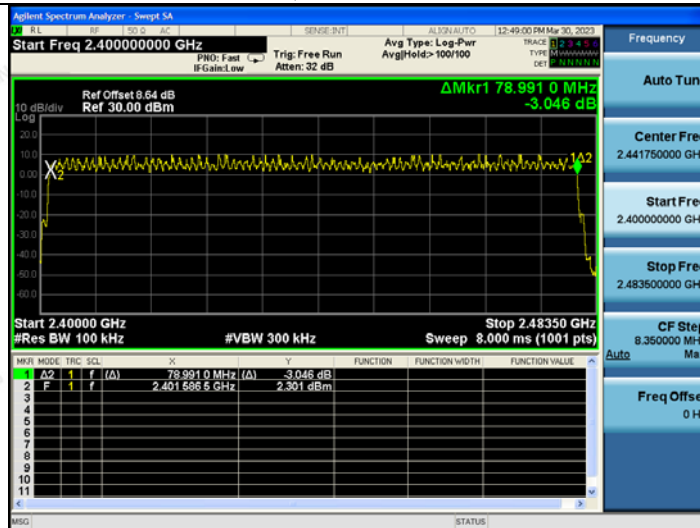 Agilent Spectrum Analyzer - Swept SA
RL RF 50 Ω AC SENSE:INT ALIGN AUTO 12:49:00 PM Mar 30, 2023
Start Freq 2.400000000 GHz
PNO: Fast
IFGain:Low
Trig: Free Run
Atten: 32 dB
Avg Type: Log-Pwr
Avg|Hold:> 100/100
TRACE 1 2 3 4 5 6
TYPE M
DET P N N N N N
Ref Offset 8.64 dB
Ref 30.00 dBm
10 dB/div
Log
ΔMkr1 78.991 0 MHz
-3.046 dB
20.0
10.0
0.00
-10.0
-20.0
-30.0
-40.0
-50.0
-60.0
X2
1Δ2
Start 2.40000 GHz
Stop 2.48350 GHz
#Res BW 100 kHz
#VBW 300 kHz
Sweep 8.000 ms (1001 pts)
MKR MODE TRC SCL X Y FUNCTION FUNCTION WIDTH FUNCTION VALUE
1 Δ2 1 f (Δ) 78.991 0 MHz (Δ) -3.046 dB
2 F 1 f 2.401 586 5 GHz 2.301 dBm
3
4
5
6
7
8
9
10
11
MSG
STATUS
Frequency
Auto Tun
Center Fre
2.441750000 GH
Start Fre
2.400000000 GH
Stop Fre
2.483500000 GH
CF Step
8.350000 MH
Auto Ma
Freq Offse
0 H